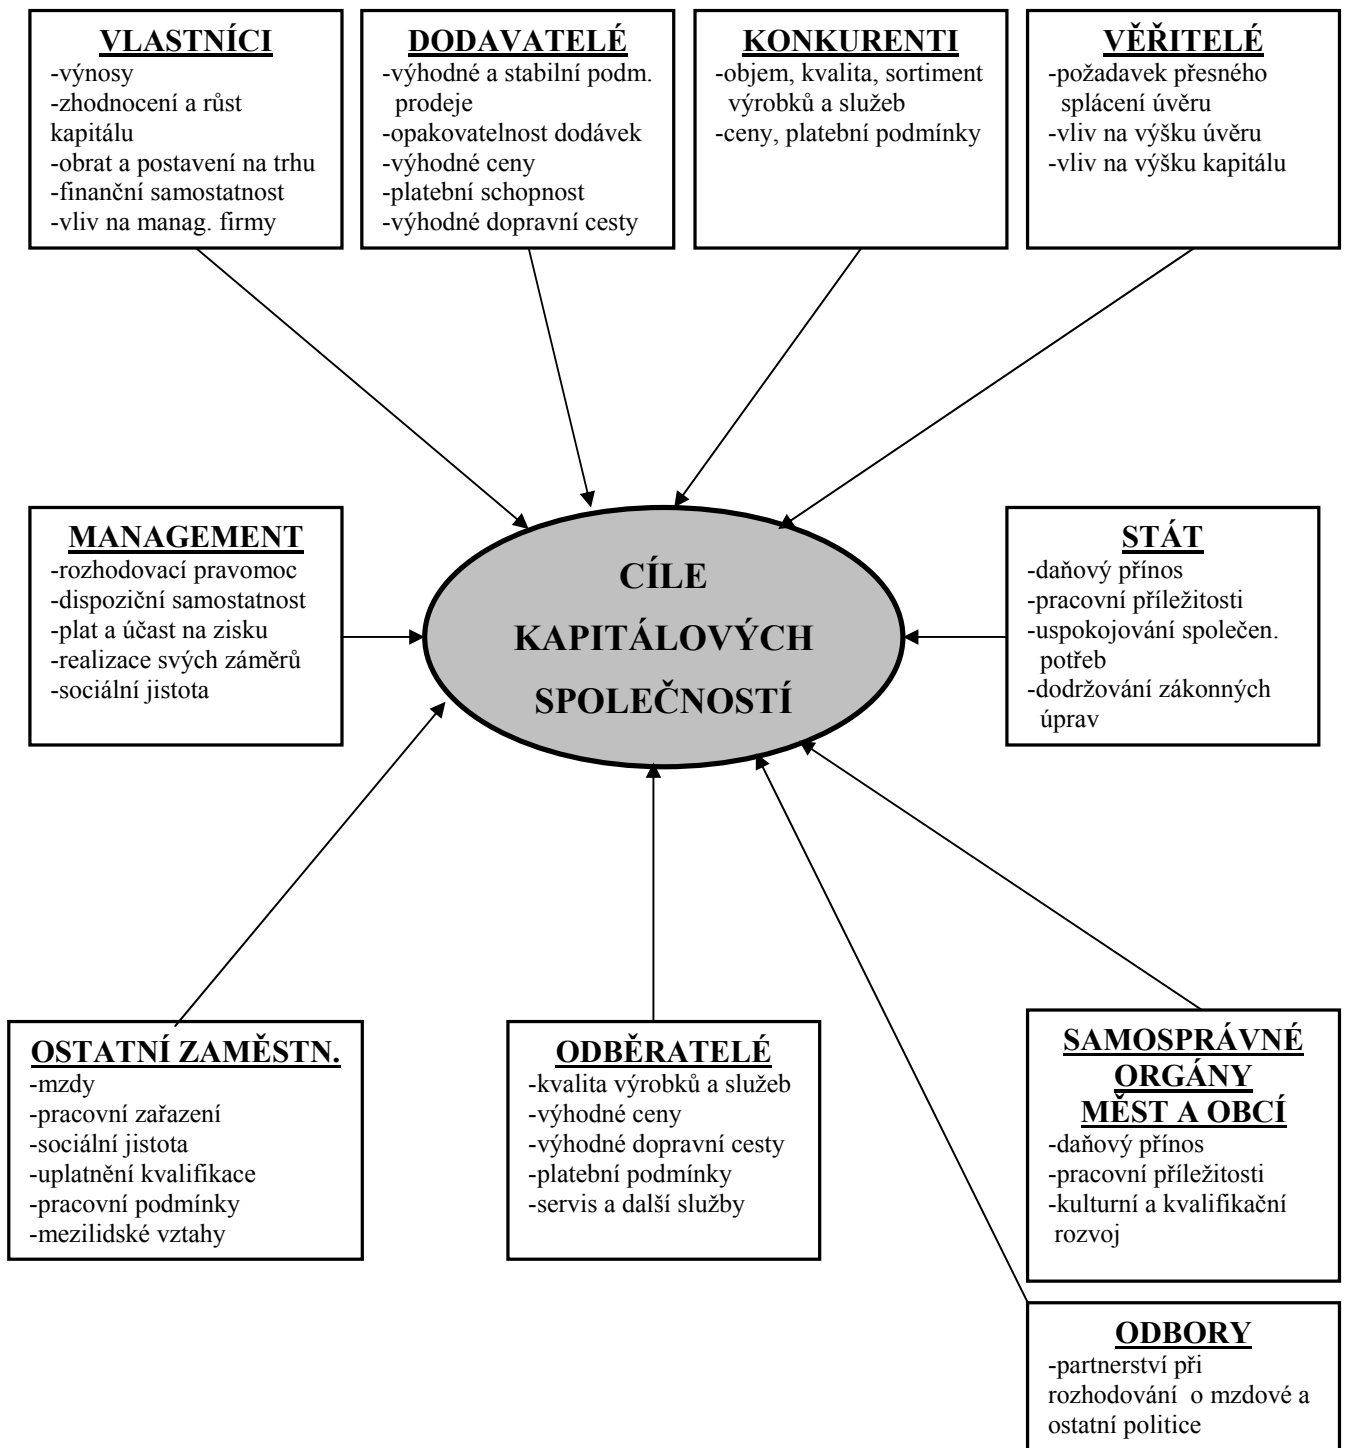 VLASTNÍCI
-výnosy
-zhodnocení a růst
kapitálu
-obrat a postavení na trhu
-finanční samostatnost
-vliv na manag. firmy
DODAVATELÉ
-výhodné a stabilní podm.
prodeje
-opakovatelnost dodávek
-výhodné ceny
-platební schopnost
-výhodné dopravní cesty
KONKURENTI
-objem, kvalita, sortiment
výrobků a služeb
-ceny, platební podmínky
VĚŘITELÉ
-požadavek přesného
splácení úvěru
-vliv na výšku úvěru
-vliv na výšku kapitálu
MANAGEMENT
-rozhodovací pravomoc
-dispoziční samostatnost
-plat a účast na zisku
-realizace svých záměrů
-sociální jistota
CÍLE
KAPITÁLOVÝCH
SPOLEČNOSTÍ
STÁT
-daňový přínos
-pracovní příležitosti
-uspokojování společen.
potřeb
-dodržování zákonných
úprav
OSTATNÍ ZAMĚSTN.
-mzdy
-pracovní zařazení
-sociální jistota
-uplatnění kvalifikace
-pracovní podmínky
-mezilidské vztahy
ODBĚRATELÉ
-kvalita výrobků a služeb
-výhodné ceny
-výhodné dopravní cesty
-platební podmínky
-servis a další služby
SAMOSPRÁVNÉ
ORGÁNY
MĚST A OBCÍ
-daňový přínos
-pracovní příležitosti
-kulturní a kvalifikační
rozvoj
ODBORY
-partnerství při
rozhodování o mzdové a
ostatní politice